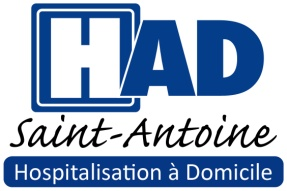 HAD
Saint-Antoine
Hospitalisation à Domicile